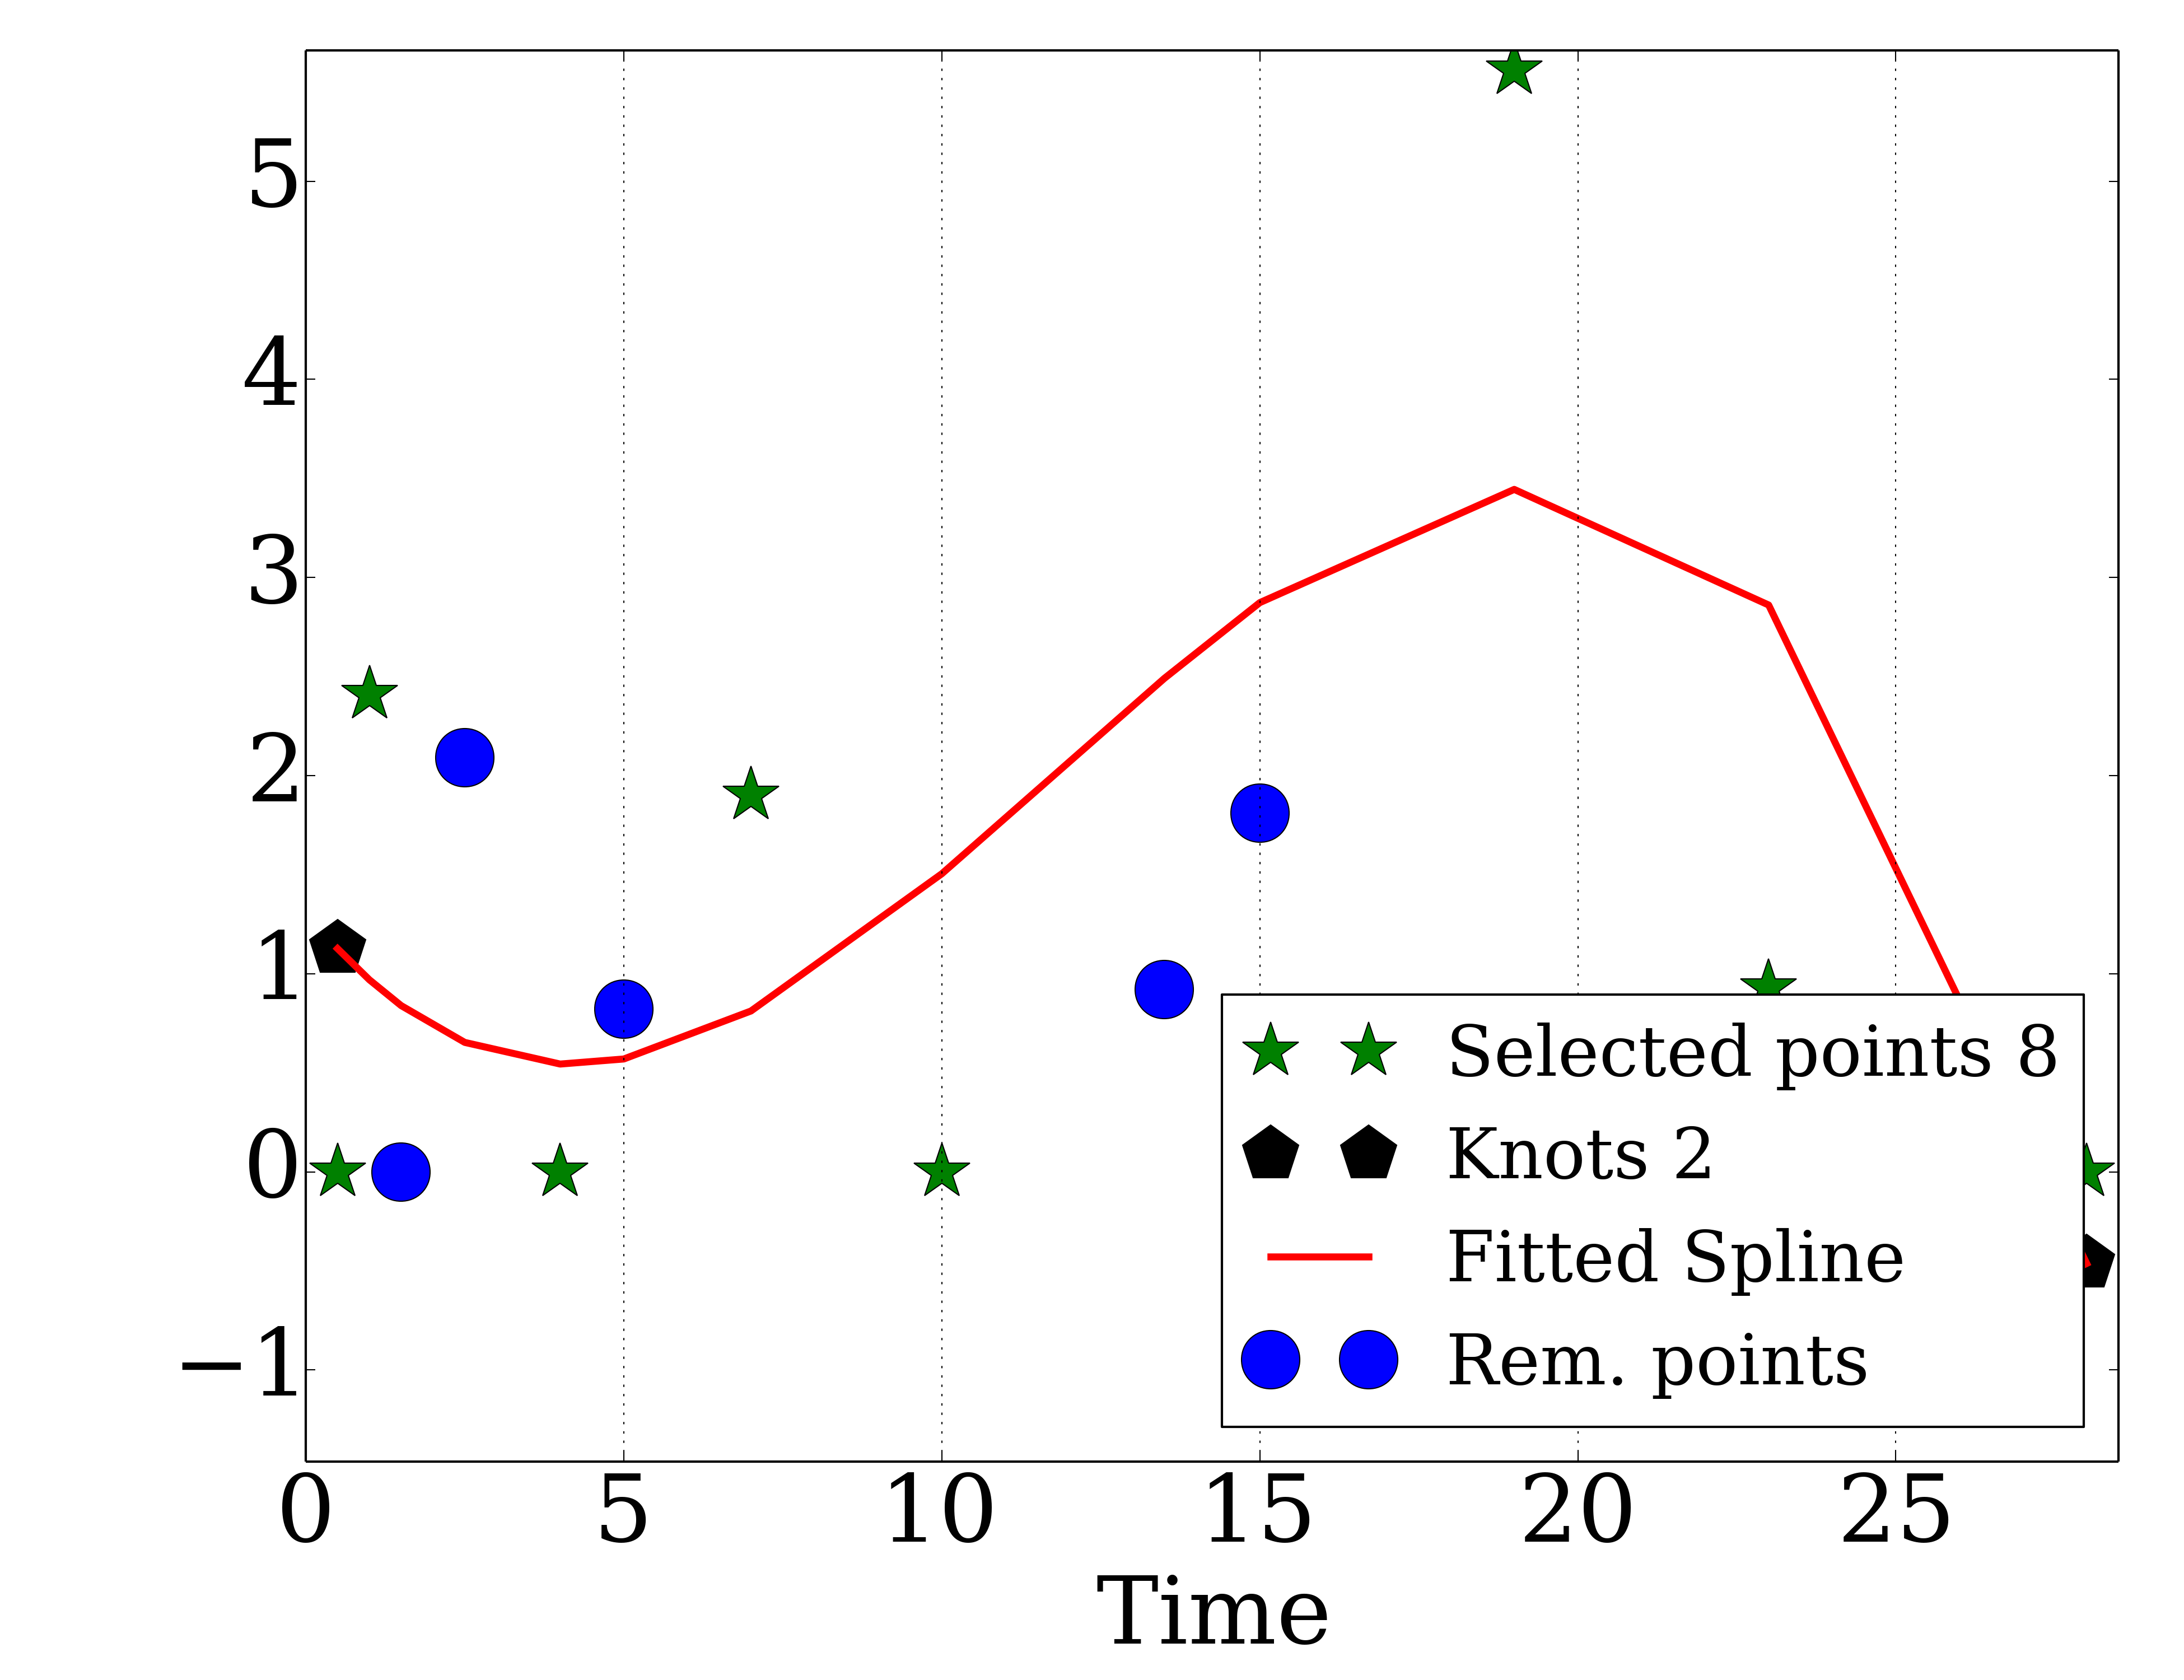 5
4
3
2
1
0
−1
Selected points 8
Knots 2
Fitted Spline
Rem. points
0 5 10 15 20 25
Time